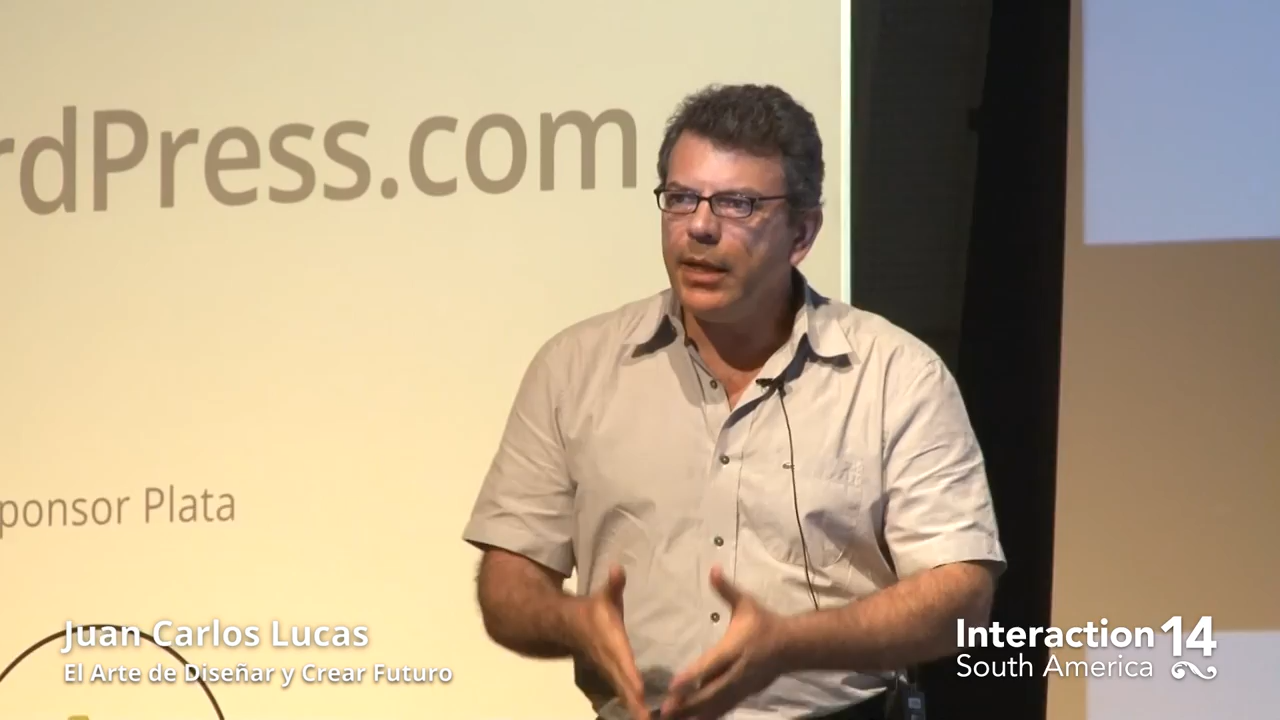 rdPress.com
ponsor Plata
Juan Carlos Lucas
El Arte de Diseñar y Crear Futuro
Interaction 14
South America